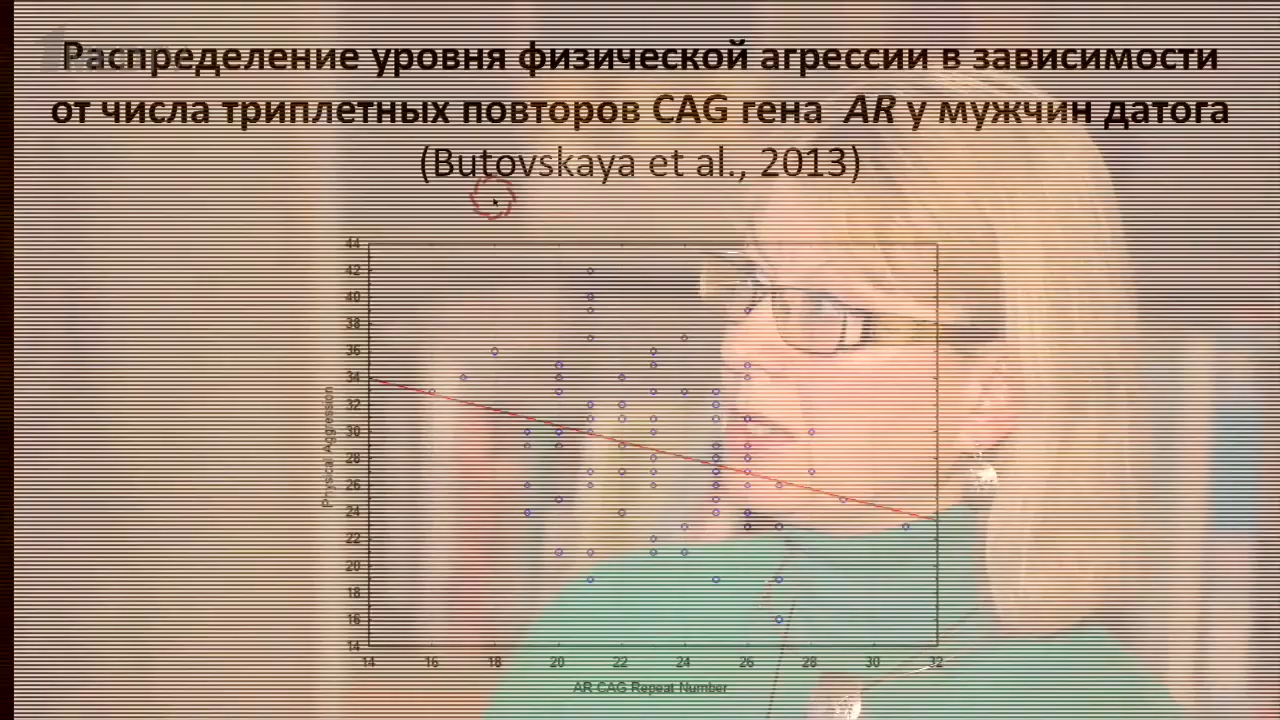 Распределение уровня физической агрессии в зависимости
от числа триплетных повторов CAG гена AR у мужчин датога
(Butovskaya et al., 2013)
44
42
40
38
36
34
32
30
28
26
24
22
20
18
16
14
Physical Aggression
14 16 18 20 22 24 26 28 30 32
AR CAG Repeat Number